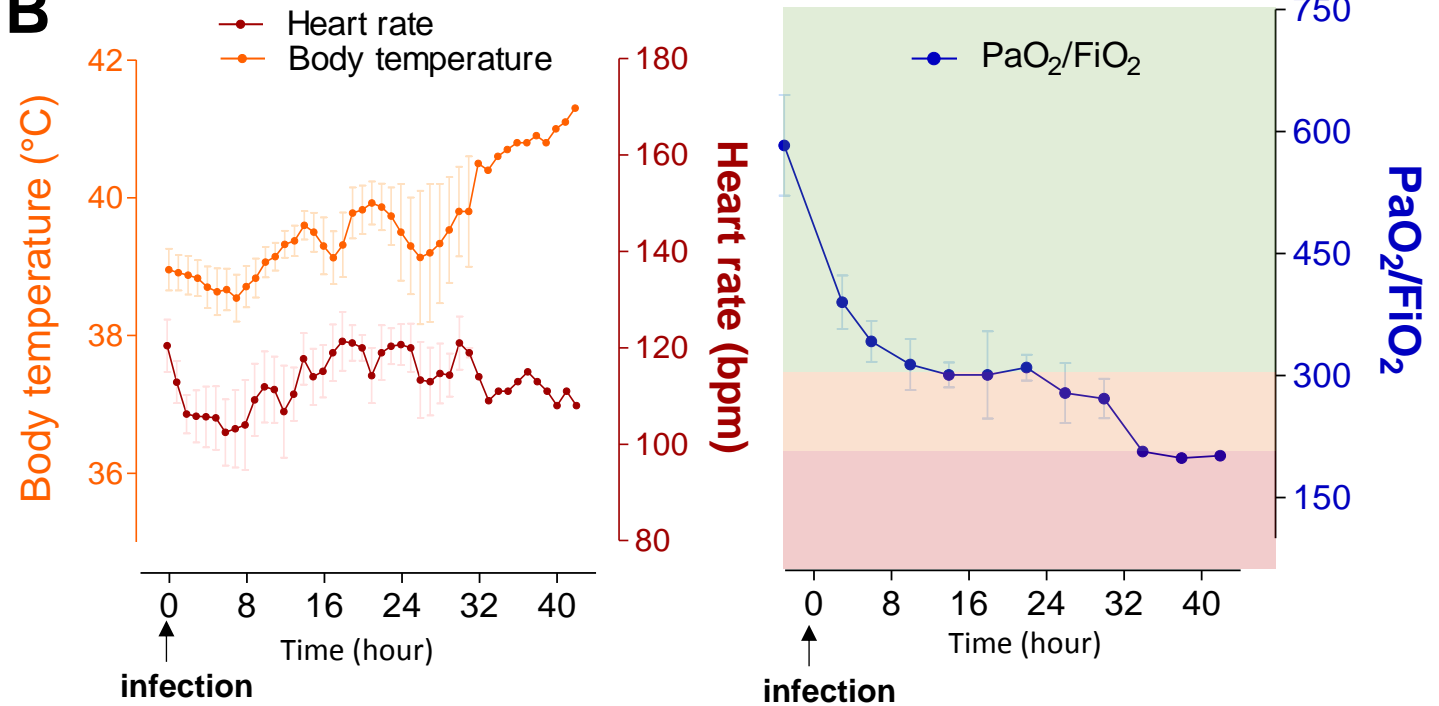 B
Heart rate
Body temperature
42
40
38
36
Body temperature (°C)
180
160
140
120
100
80
Heart rate (bpm)
0 8 16 24 32 40
Time (hour)
infection
PaO₂/FiO₂
750
600
450
300
150
PaO₂/FiO₂
0 8 16 24 32 40
Time (hour)
infection